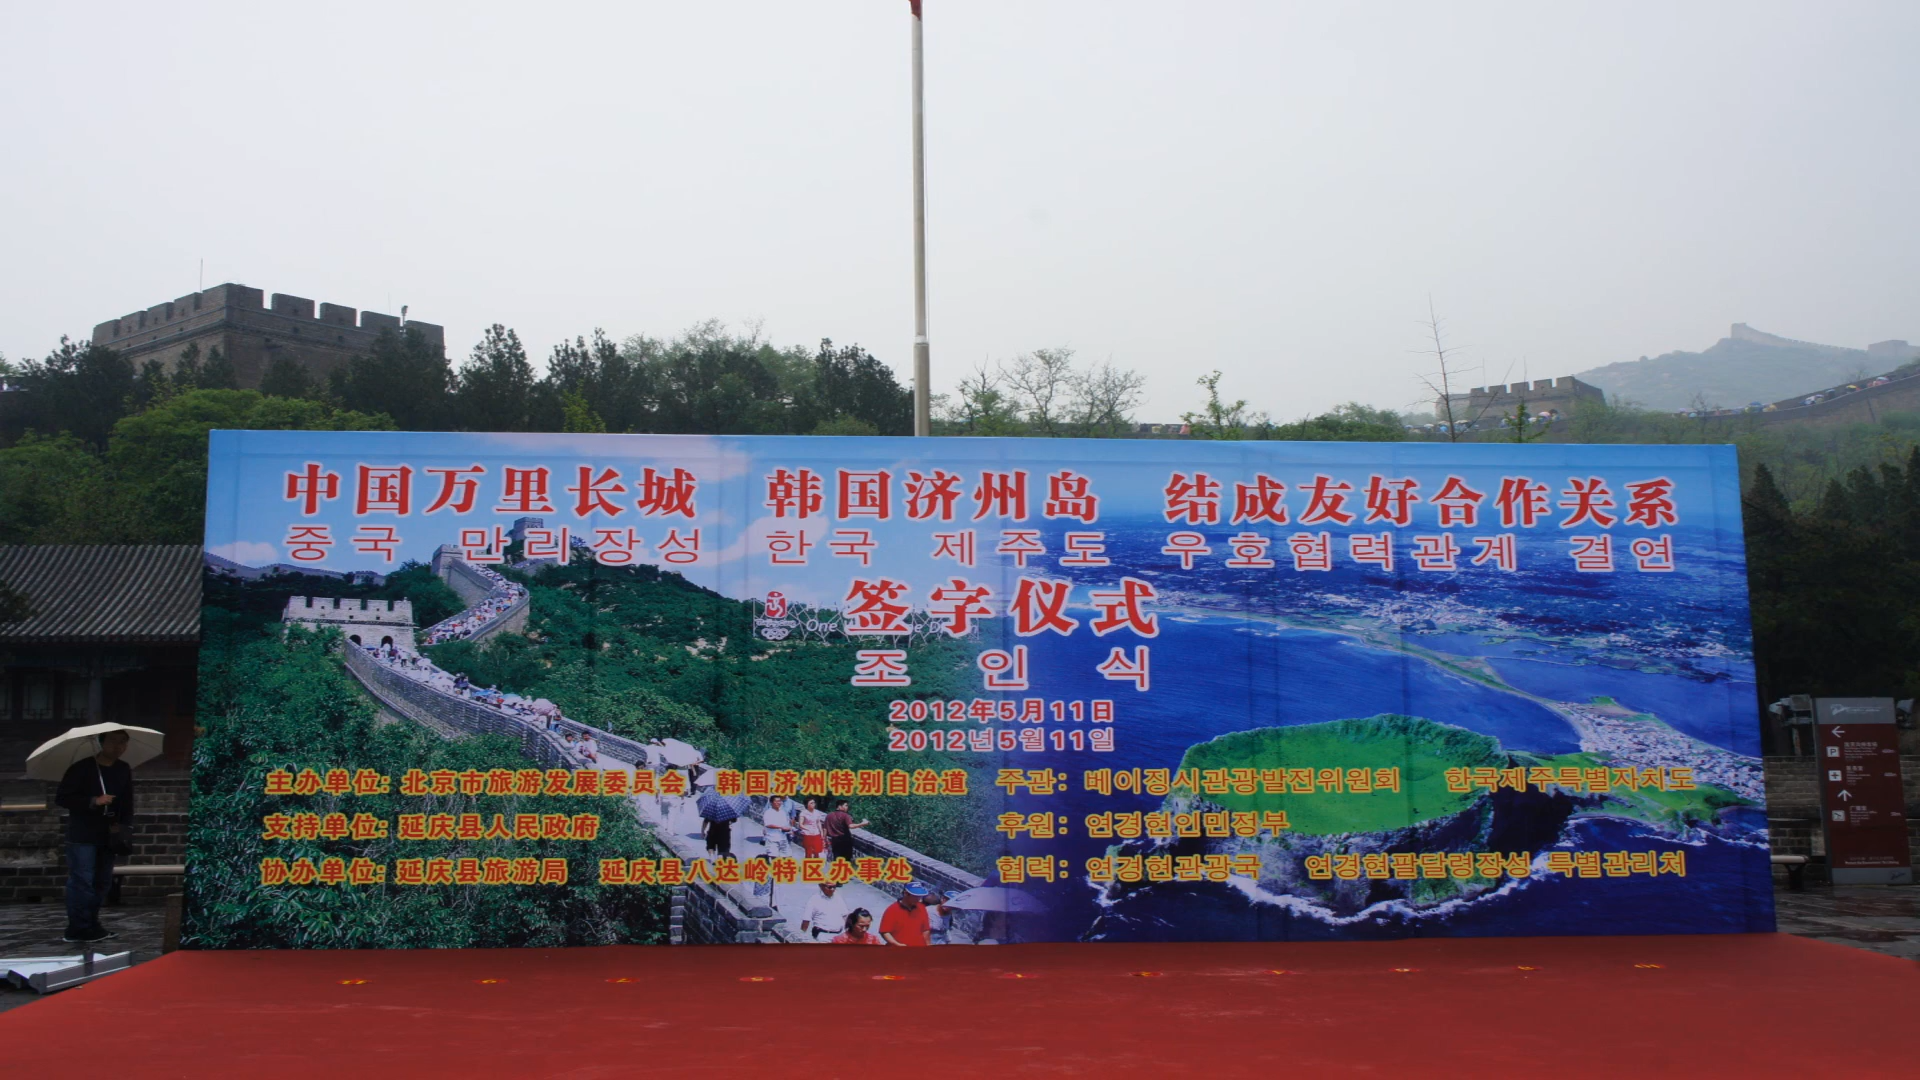 中国万里长城 韩国济州岛 结成友好合作关系
중국 만리장성 한국 제주도 우호협력관계 결연
签字仪式
조인식
2012年5月11日
2012년5월11일
主办单位: 北京市旅游发展委员会 韩国济州特别自治道
支持单位: 延庆县人民政府
协办单位: 延庆县旅游局 延庆县八达岭特区办事处
주관: 베이징시관광발전위원회 한국제주특별자치도
후원: 연경현인민정부
협력: 연경현관광국 연경현팔달령장성 특별관리처
One
P